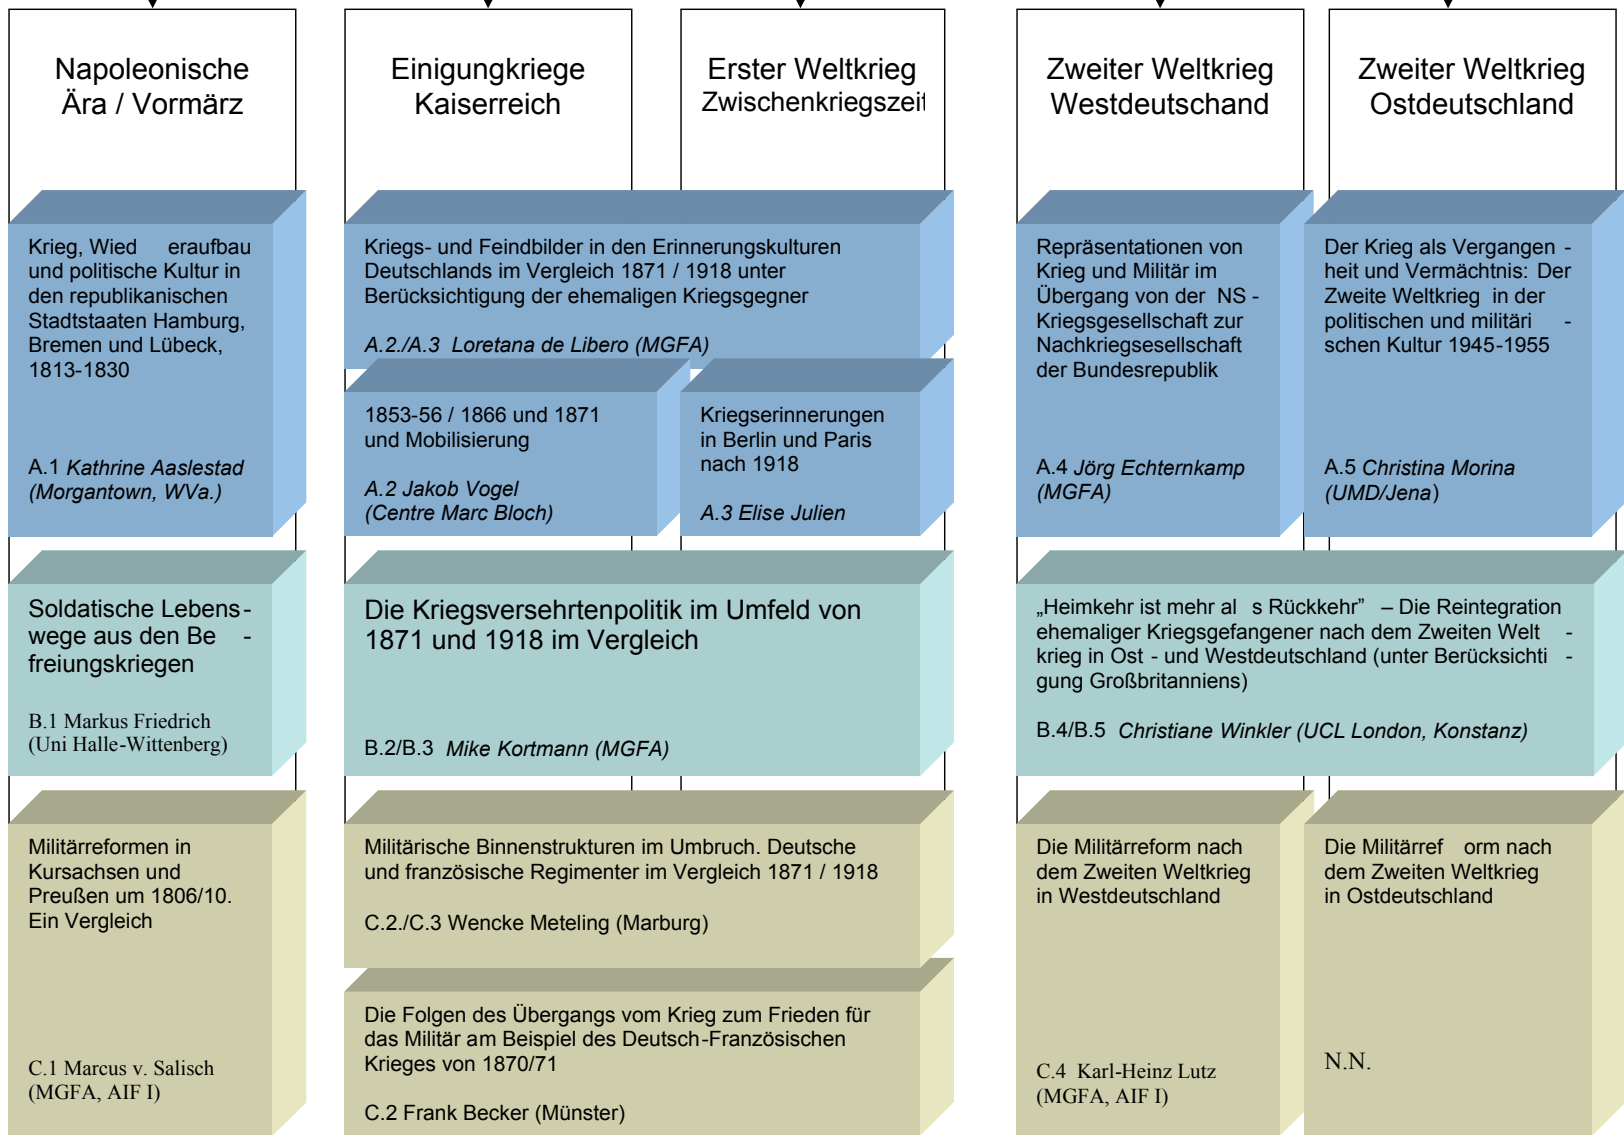 Napoleonische
Ära / Vormärz
Einigungkriege
Kaiserreich
Erster Weltkrieg
Zwischenkriegszeit
Zweiter Weltkrieg
Westdeutschand
Zweiter Weltkrieg
Ostdeutschland
Krieg, Wied eraufbau
und politische Kultur in
den republikanischen
Stadtstaaten Hamburg,
Bremen und Lübeck,
1813-1830
A.1 Kathrine Aaslestad
(Morgantown, WVa.)
Kriegs- und Feindbilder in den Erinnerungskulturen
Deutschlands im Vergleich 1871 / 1918 unter
Berücksichtigung der ehemaligen Kriegsgegner
A.2./A.3 Loretana de Libero (MGFA)
1853-56 / 1866 und 1871
und Mobilisierung
A.2 Jakob Vogel
(Centre Marc Bloch)
Kriegserinnerungen
in Berlin und Paris
nach 1918
A.3 Elise Julien
Repräsentationen von
Krieg und Militär im
Übergang von der NS -
Kriegsgesellschaft zur
Nachkriegsesellschaft
der Bundesrepublik
A.4 Jörg Echternkamp
(MGFA)
Der Krieg als Vergangen -
heit und Vermächtnis: Der
Zweite Weltkrieg in der
politischen und militäri -
schen Kultur 1945-1955
A.5 Christina Morina
(UMD/Jena)
Soldatische Lebens-
wege aus den Be -
freiungskriegen
B.1 Markus Friedrich
(Uni Halle-Wittenberg)
Die Kriegsversehrtenpolitik im Umfeld von
1871 und 1918 im Vergleich
B.2/B.3 Mike Kortmann (MGFA)
„Heimkehr ist mehr al s Rückkehr” – Die Reintegration
ehemaliger Kriegsgefangener nach dem Zweiten Welt -
krieg in Ost - und Westdeutschland (unter Berücksichti -
gung Großbritanniens)
B.4/B.5 Christiane Winkler (UCL London, Konstanz)
Militärreformen in
Kursachsen und
Preußen um 1806/10.
Ein Vergleich
C.1 Marcus v. Salisch
(MGFA, AIF I)
Militärische Binnenstrukturen im Umbruch. Deutsche
und französische Regimenter im Vergleich 1871 / 1918
C.2./C.3 Wencke Meteling (Marburg)
Die Folgen des Übergangs vom Krieg zum Frieden für
das Militär am Beispiel des Deutsch-Französischen
Krieges von 1870/71
C.2 Frank Becker (Münster)
Die Militärreform nach
dem Zweiten Weltkrieg
in Westdeutschland
C.4 Karl-Heinz Lutz
(MGFA, AIF I)
Die Militärref orm nach
dem Zweiten Weltkrieg
in Ostdeutschland
N.N.